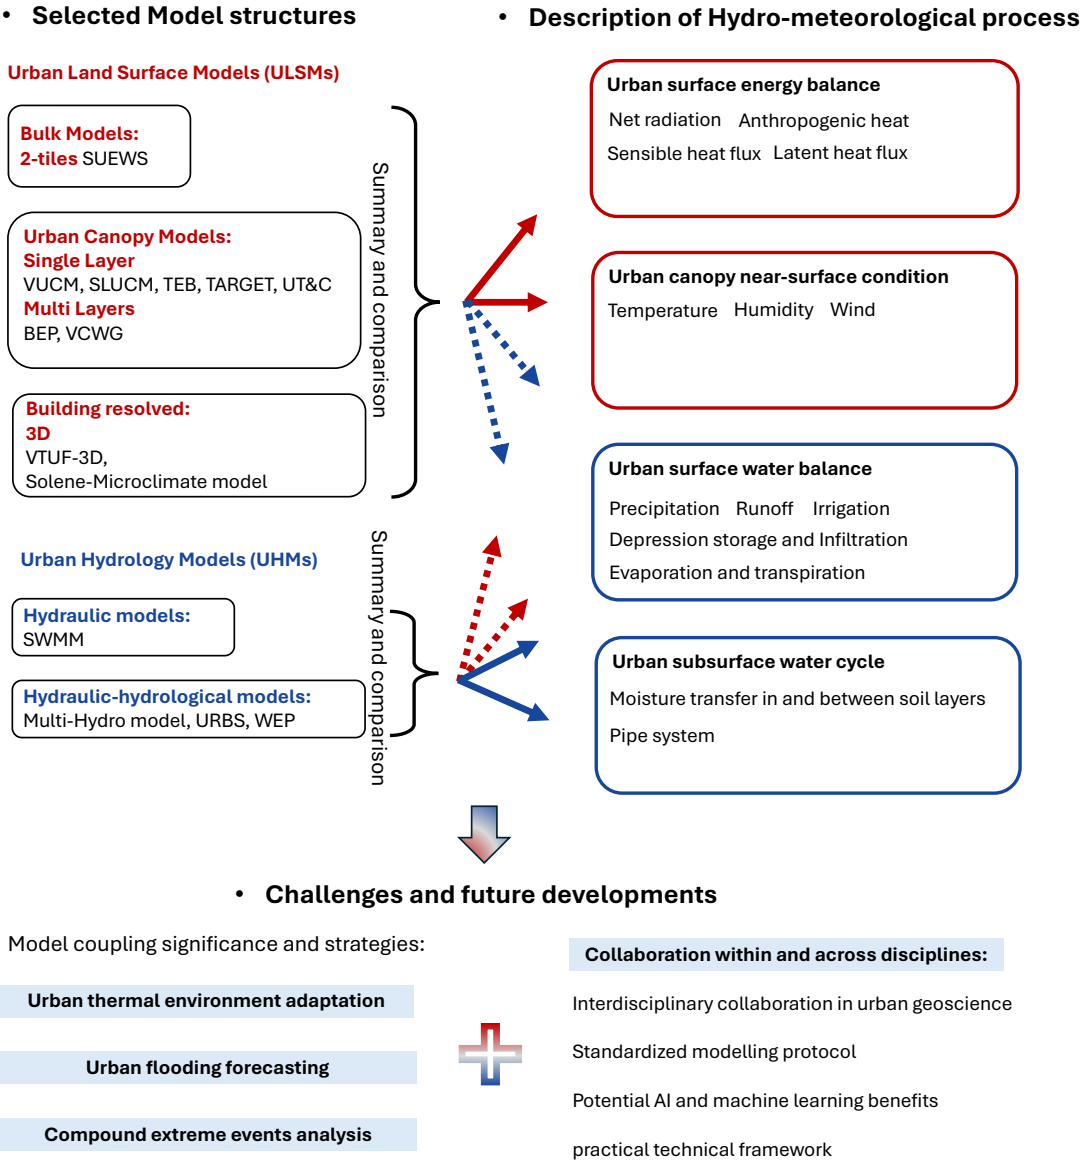 • Selected Model structures
Urban Land Surface Models (ULSMs)
Bulk Models:
2-tiles SUEWS
Urban Canopy Models:
Single Layer
VUCM, SLUCM, TEB, TARGET, UT&C
Multi Layers
BEP, VCWG
Building resolved:
3D
VTUF-3D,
Solene-Microclimate model
Summary and comparison
Urban Hydrology Models (UHMs)
Hydraulic models:
SWMM
Hydraulic-hydrological models:
Multi-Hydro model, URBS, WEP
Summary and comparison
• Description of Hydro-meteorological process
Urban surface energy balance
Net radiation Anthropogenic heat
Sensible heat flux Latent heat flux
Urban canopy near-surface condition
Temperature Humidity Wind
Urban surface water balance
Precipitation Runoff Irrigation
Depression storage and Infiltration
Evaporation and transpiration
Urban subsurface water cycle
Moisture transfer in and between soil layers
Pipe system
• Challenges and future developments
Model coupling significance and strategies:
Urban thermal environment adaptation
Urban flooding forecasting
Compound extreme events analysis
Collaboration within and across disciplines:
Interdisciplinary collaboration in urban geoscience
Standardized modelling protocol
Potential AI and machine learning benefits
practical technical framework